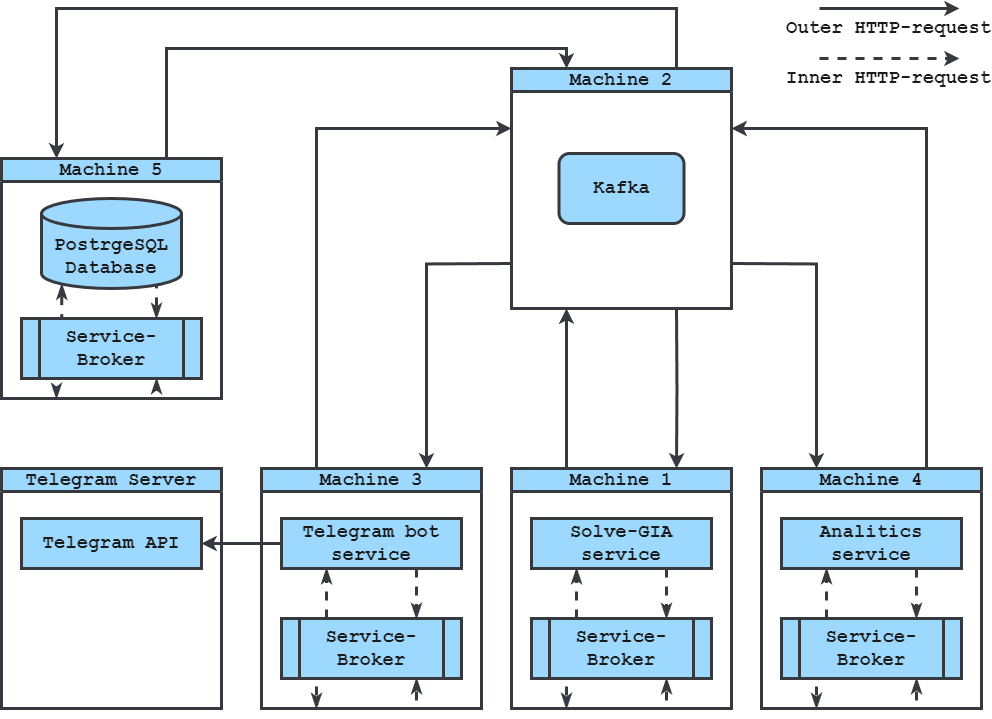 Outer HTTP-request
Inner HTTP-request
Machine 2
Kafka
Machine 5
PostrgeSQL
Database
Service-
Broker
Telegram Server
Telegram API
Machine 3
Telegram bot
service
Service-
Broker
Machine 1
Solve-GIA
service
Service-
Broker
Machine 4
Analitics
service
Service-
Broker